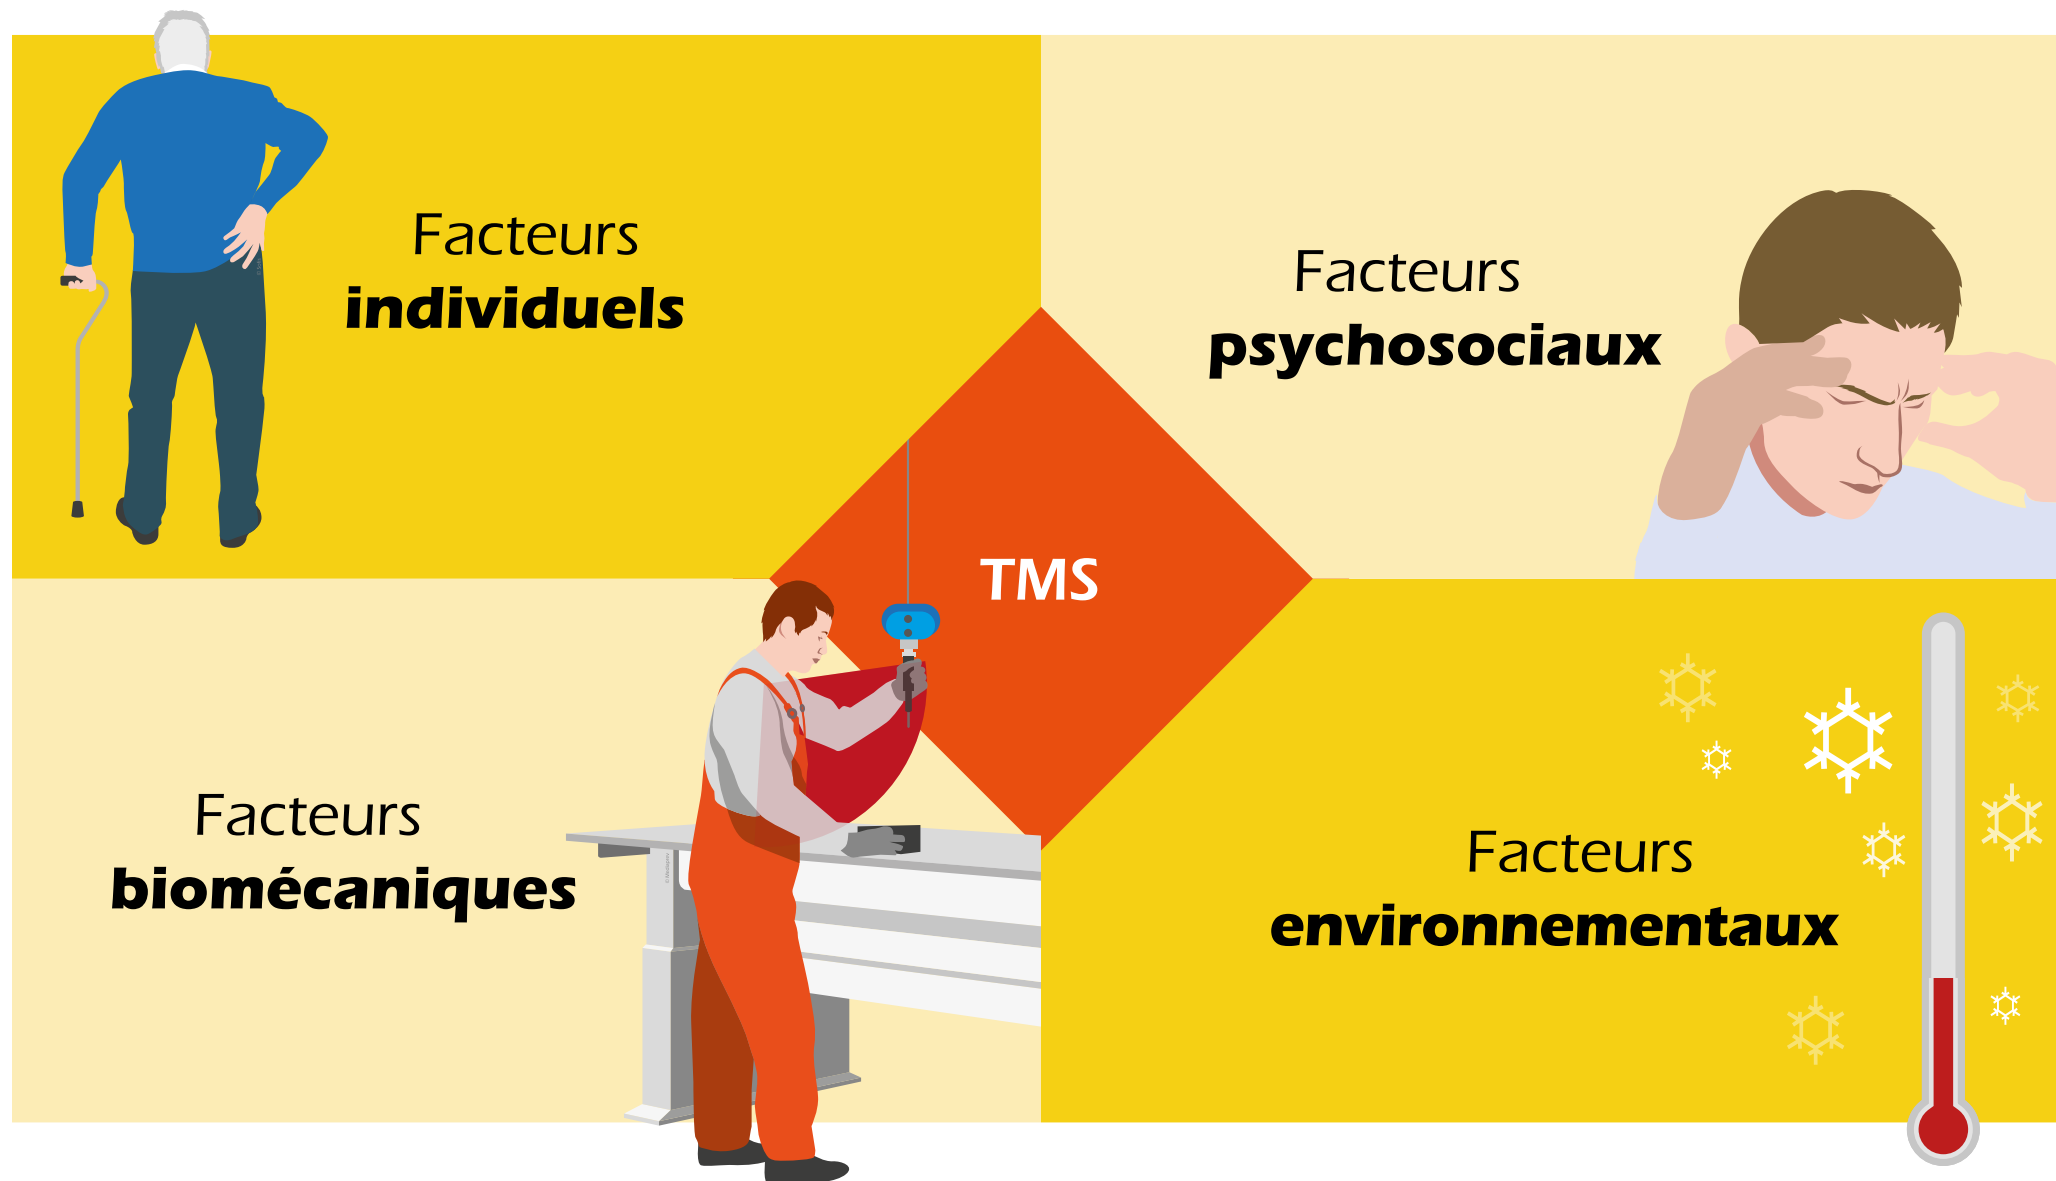 Facteurs
individuels
Facteurs
psychosociaux
TMS
Facteurs
biomécaniques
Facteurs
environnementaux